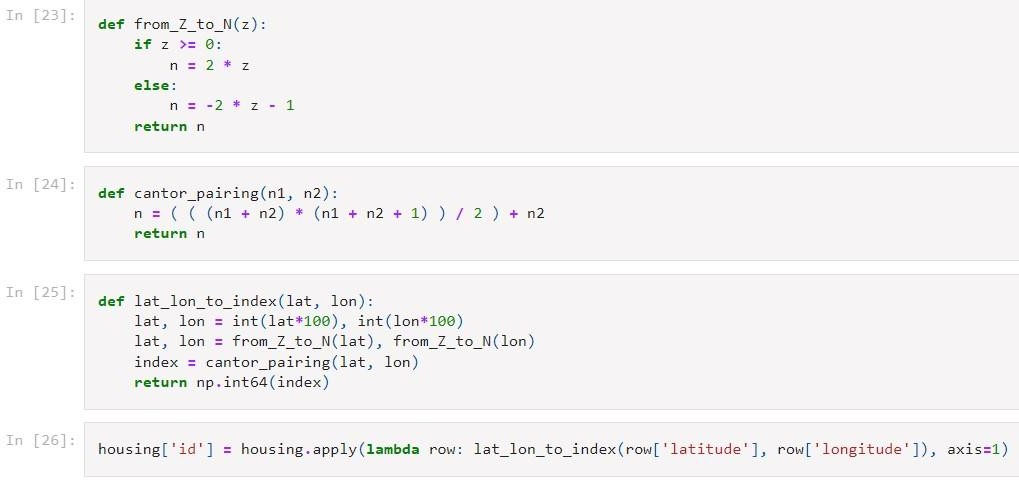 In [23]:
def from_Z_to_N(z):
    if z >= 0:
        n = 2 * z
    else:
        n = -2 * z - 1
    return n
In [24]:
def cantor_pairing(n1, n2):
    n = ( ( (n1 + n2) * (n1 + n2 + 1) ) / 2 ) + n2
    return n
In [25]:
def lat_lon_to_index(lat, lon):
    lat, lon = int(lat*100), int(lon*100)
    lat, lon = from_Z_to_N(lat), from_Z_to_N(lon)
    index = cantor_pairing(lat, lon)
    return np.int64(index)
In [26]:
housing['id'] = housing.apply(lambda row: lat_lon_to_index(row['latitude'], row['longitude']), axis=1)